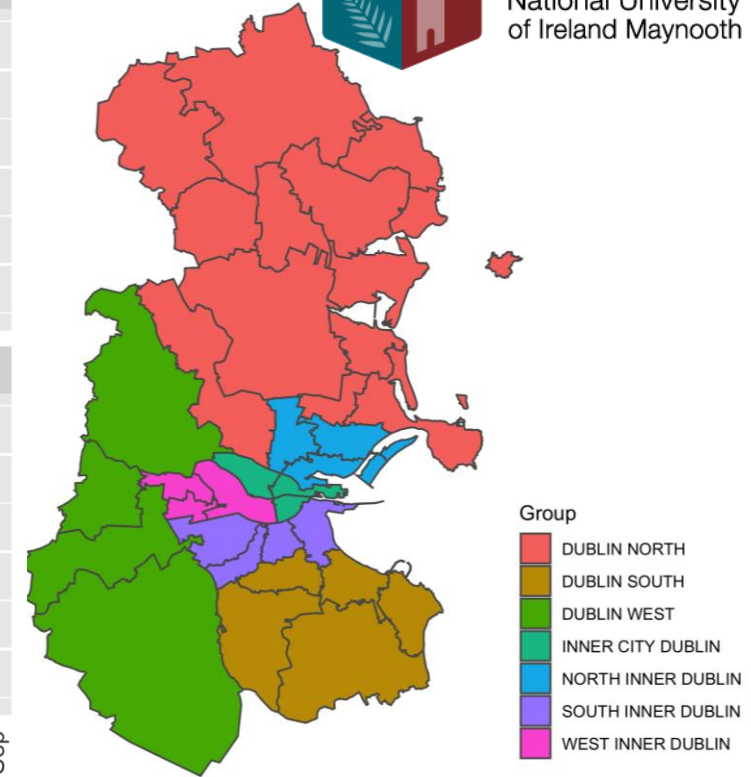 National University
of Ireland Maynooth
Group
DUBLIN NORTH
DUBLIN SOUTH
DUBLIN WEST
INNER CITY DUBLIN
NORTH INNER DUBLIN
SOUTH INNER DUBLIN
WEST INNER DUBLIN